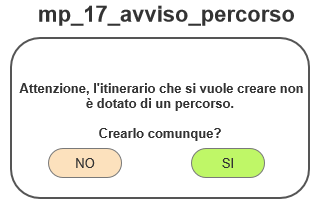 mp_17_avviso_percorso
Attenzione, l'itinerario che si vuole creare non
è dotato di un percorso.
Crearlo comunque?
NO
SI